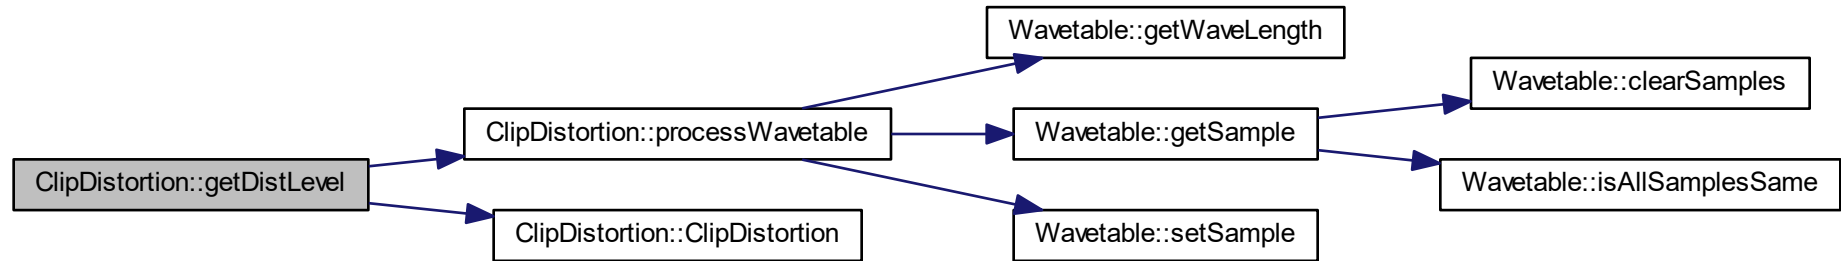 Wavetable::getWaveLength
Wavetable::clearSamples
ClipDistortion::processWavetable
Wavetable::getSample
ClipDistortion::getDistLevel
Wavetable::isAllSamplesSame
ClipDistortion::ClipDistortion
Wavetable::setSample